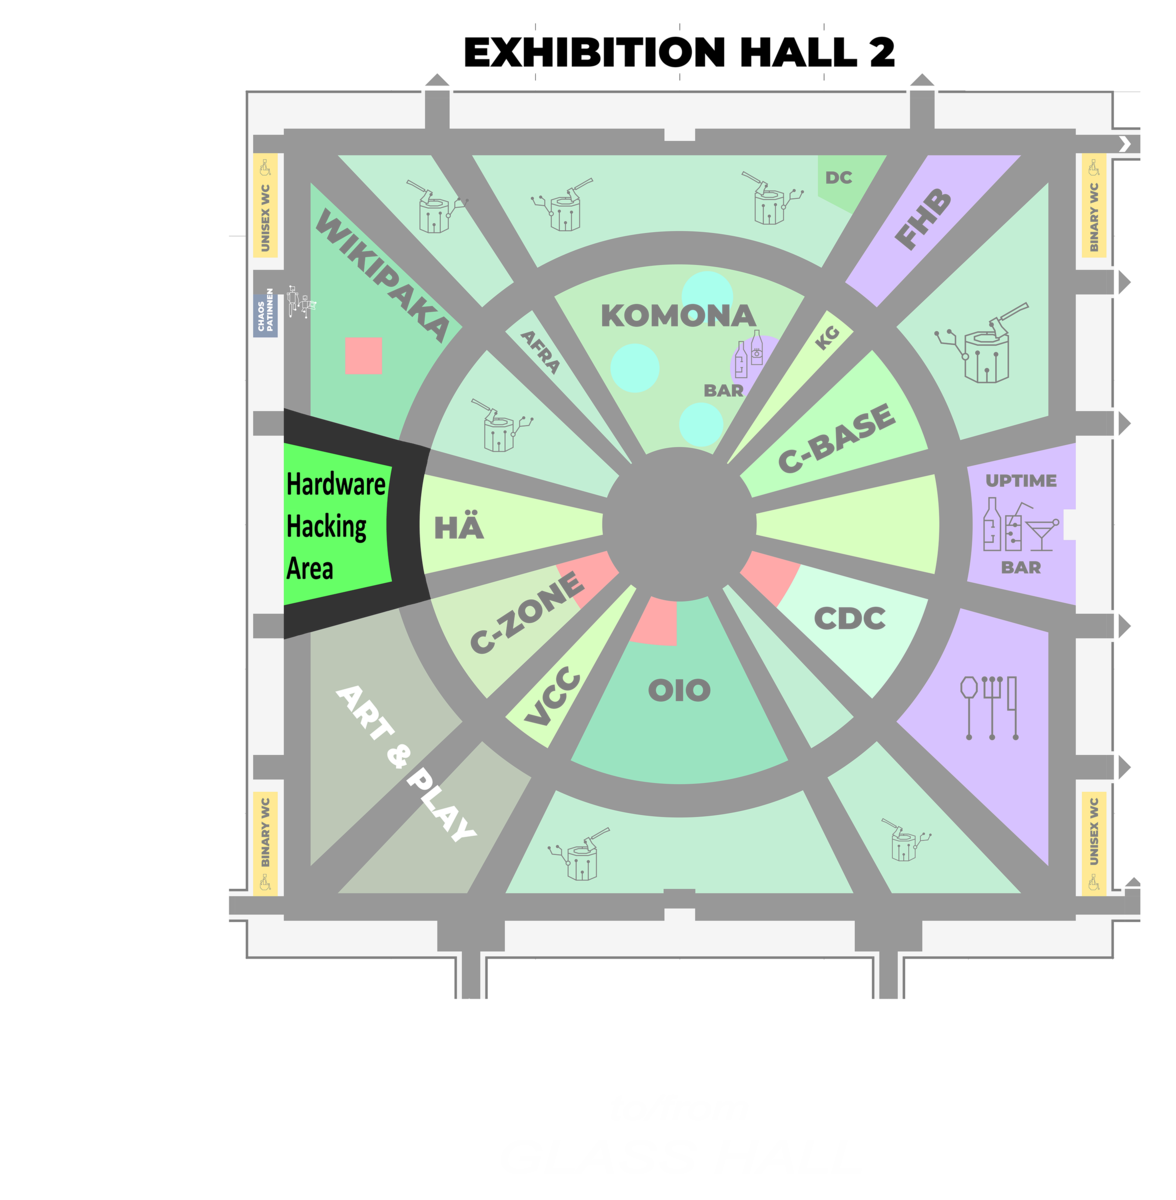 EXHIBITION HALL 2
UNISEX WC
BINARY WC
DC
FHB
WIKIPAKA
CHAOS
PATINNEN
KOMONA
BAR
AFRA
KG
C-BASE
Hardware
Hacking
Area
HÄ
UPTIME
BAR
C-ZONE
CDC
VCC
OIO
ART & PLAY
BINARY WC
UNISEX WC